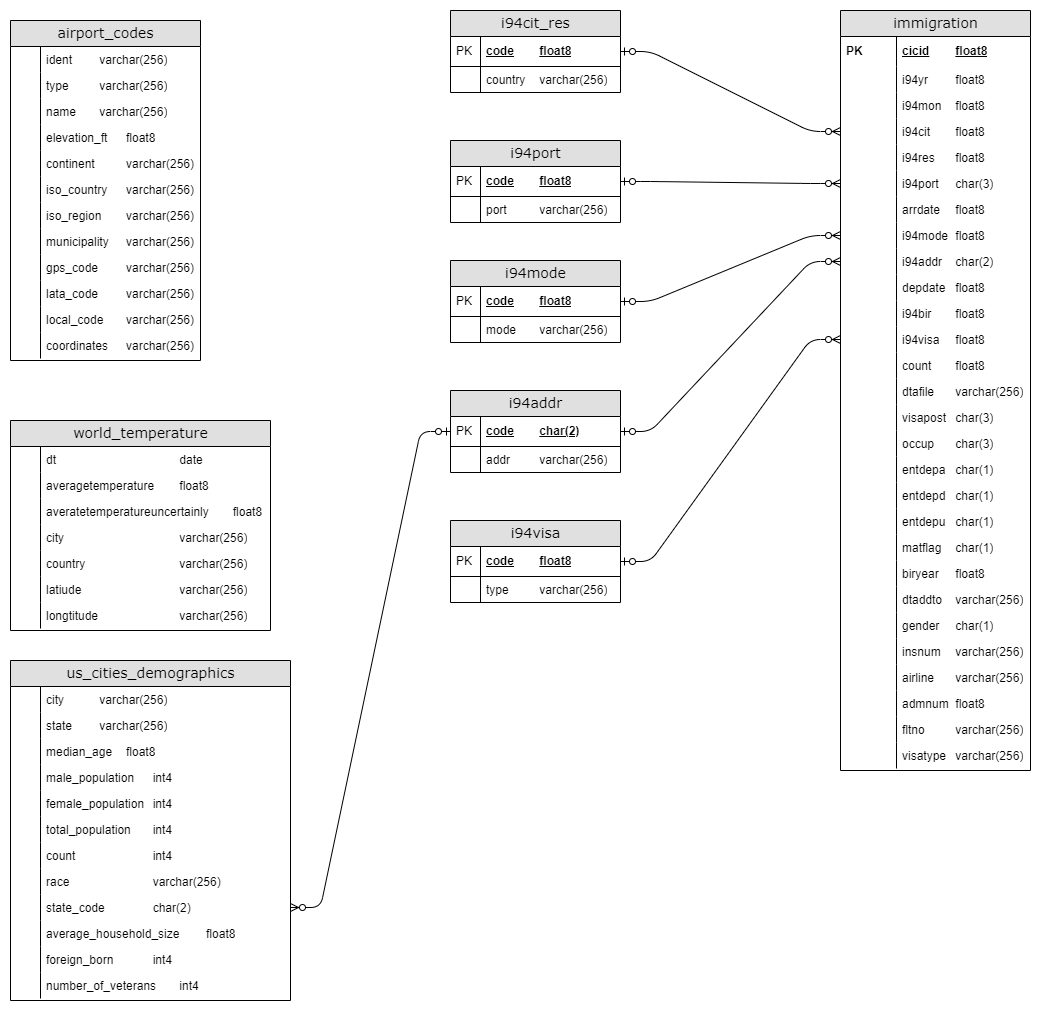 airport_codes
ident varchar(256)
type varchar(256)
name varchar(256)
elevation_ft float8
continent varchar(256)
iso_country varchar(256)
iso_region varchar(256)
municipality varchar(256)
gps_code varchar(256)
lata_code varchar(256)
local_code varchar(256)
coordinates varchar(256)
world_temperature
dt date
averagetemperature float8
averatetemperatureuncertainly float8
city varchar(256)
country varchar(256)
latiude varchar(256)
longtitude varchar(256)
us_cities_demographics
city varchar(256)
state varchar(256)
median_age float8
male_population int4
female_population int4
total_population int4
count int4
race varchar(256)
state_code char(2)
average_household_size float8
foreign_born int4
number_of_veterans int4
i94cit_res
PK code float8
country varchar(256)
i94port
PK code float8
port varchar(256)
i94mode
PK code float8
mode varchar(256)
i94addr
PK code char(2)
addr varchar(256)
i94visa
PK code float8
type varchar(256)
immigration
PK cicid float8
i94yr float8
i94mon float8
i94cit float8
i94res float8
i94port char(3)
arrdate float8
i94mode float8
i94addr char(2)
depdate float8
i94bir float8
i94visa float8
count float8
dtafile varchar(256)
visapost char(3)
occup char(3)
entdepa char(1)
entdepd char(1)
entdepu char(1)
matflag char(1)
biryear float8
dtaddto varchar(256)
gender char(1)
insnum varchar(256)
airline varchar(256)
admnum float8
fltno varchar(256)
visatype varchar(256)